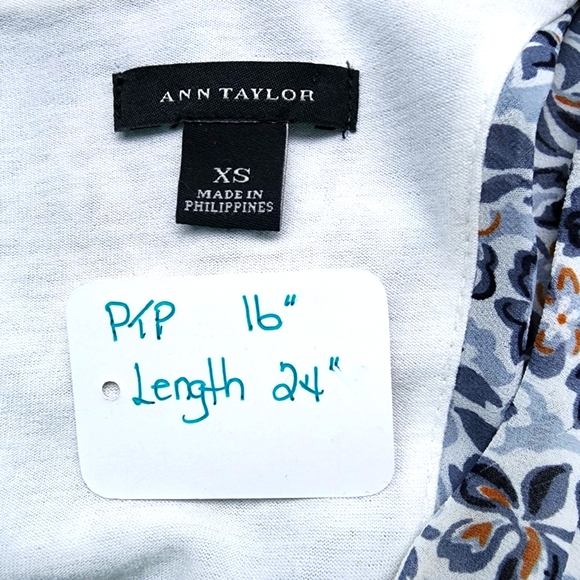 ANN TAYLOR
XS
MADE IN
PHILIPPINES
PTP 16"
Length 24"